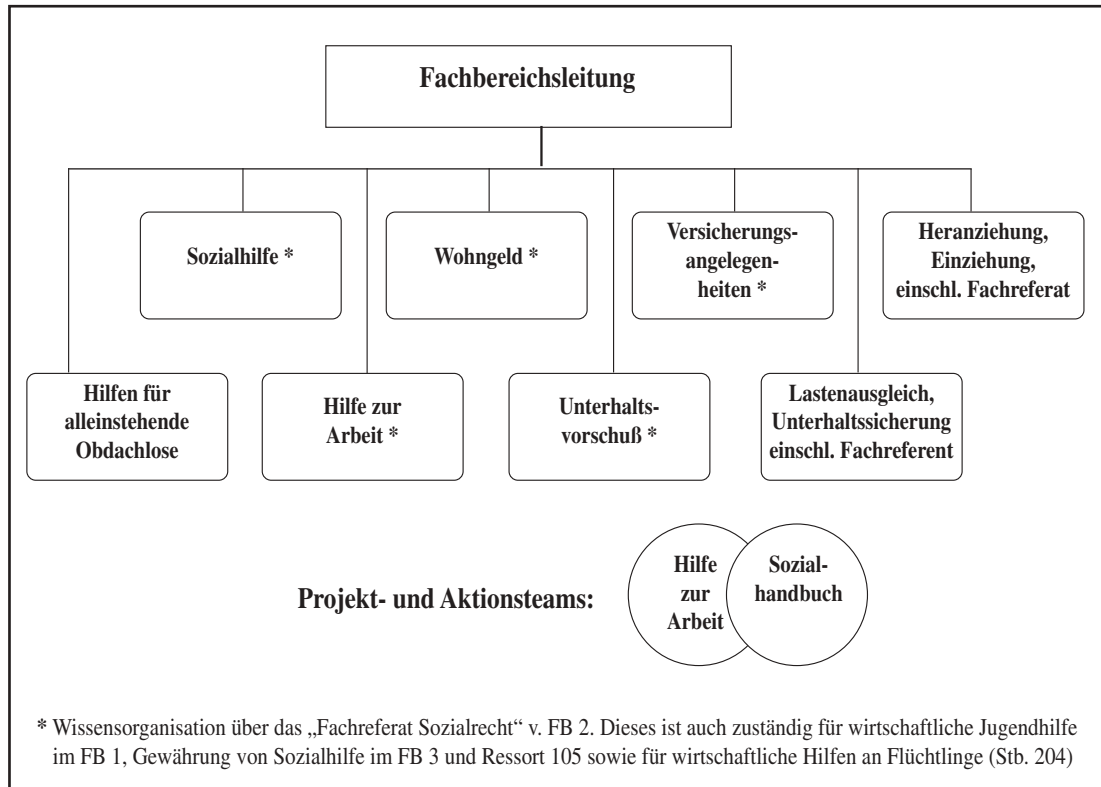 Fachbereichsleitung
Sozialhilfe *
Wohngeld *
Versicherungs-
angelegen-
heiten *
Heranziehung,
Einziehung,
einschl. Fachreferat
Hilfen für
alleinstehende
Obdachlose
Hilfe zur
Arbeit *
Unterhalts-
vorschuß *
Lastenausgleich,
Unterhaltssicherung
einschl. Fachreferent
Projekt- und Aktionsteams:
Hilfe
zur
Arbeit
Sozial-
handbuch
* Wissensorganisation über das „Fachreferat Sozialrecht“ v. FB 2. Dieses ist auch zuständig für wirtschaftliche Jugendhilfe
im FB 1, Gewährung von Sozialhilfe im FB 3 und Ressort 105 sowie für wirtschaftliche Hilfen an Flüchtlinge (Stb. 204)